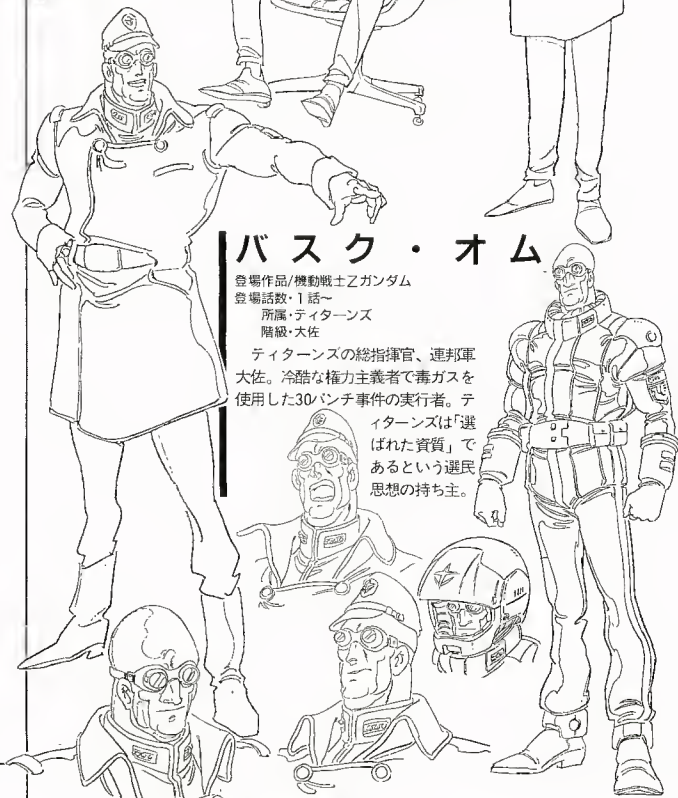 バスク・オム
登場作品/機動戦士Zガンダム
登場話数・1話〜
所属・ティターンズ
階級・大佐
ティターンズの総指揮官、連邦軍
大佐。冷酷な権力主義者で毒ガスを
使用した30バンチ事件の実行者。テ
ィターンズは「選
ばれた資質」で
あるという選民
思想の持ち主。